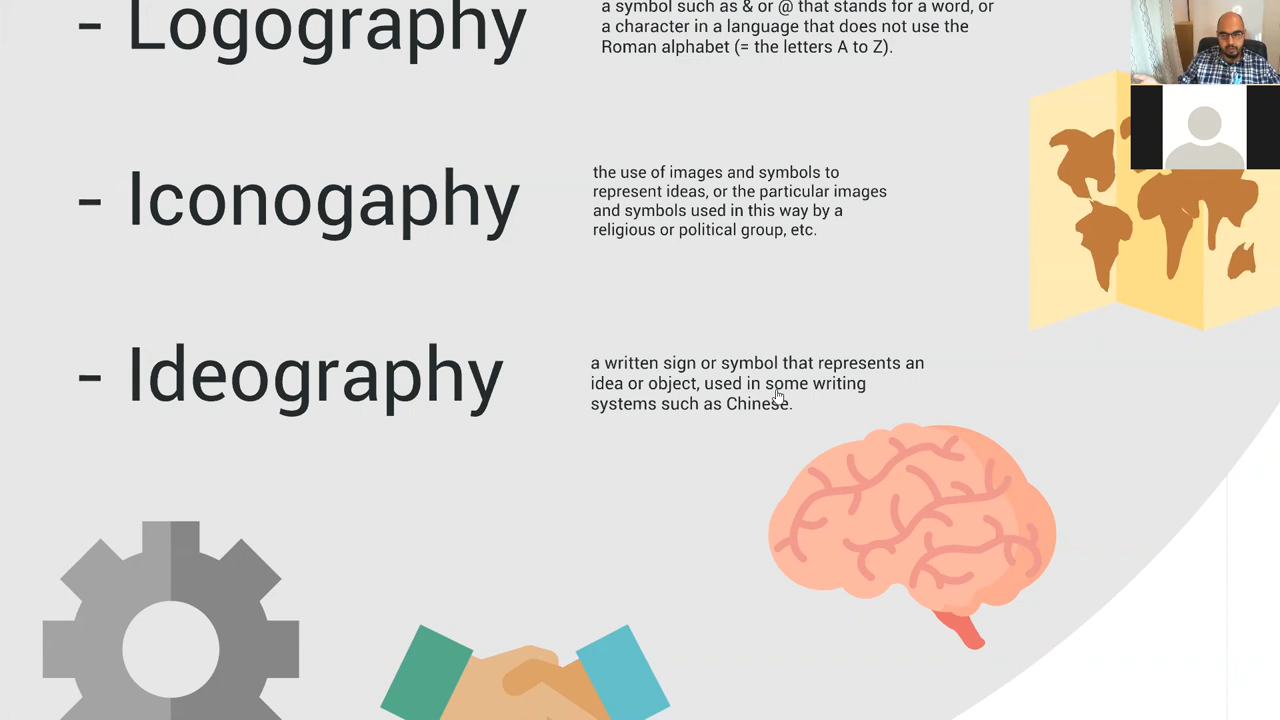 - Logography
a symbol such as & or @ that stands for a word, or
a character in a language that does not use the
Roman alphabet (= the letters A to Z).
- Iconogaphy
the use of images and symbols to
represent ideas, or the particular images
and symbols used in this way by a
religious or political group, etc.
- Ideography
a written sign or symbol that represents an
idea or object, used in some writing
systems such as Chinese.